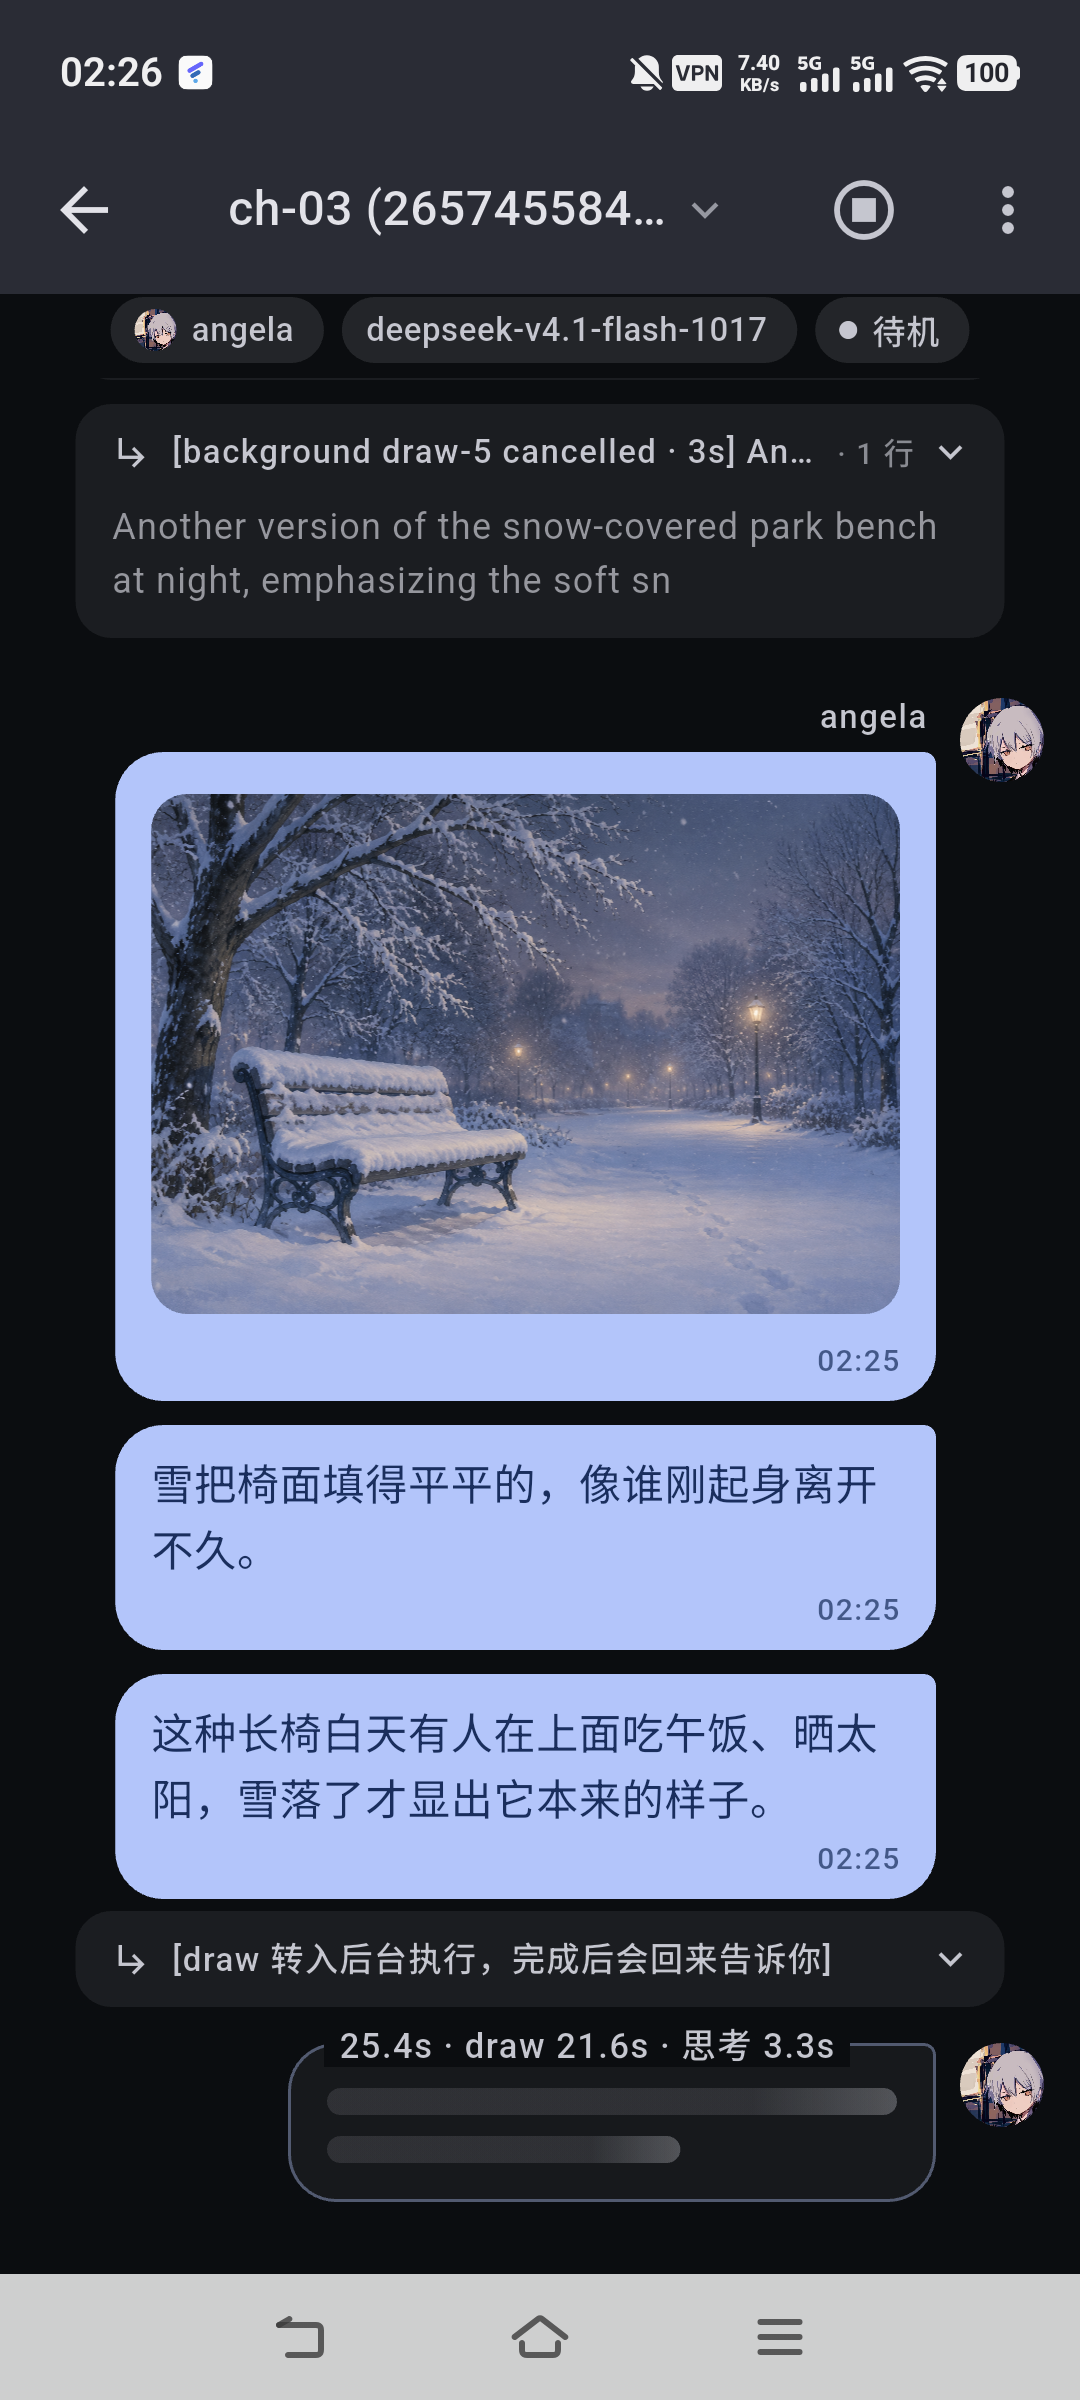 02:26
VPN
7.40
KB/s
5G
5G
100
ch-03 (265745584…
angela
deepseek-v4.1-flash-1017
待机
[background draw-5 cancelled · 3s] An… · 1 行
Another version of the snow-covered park bench
at night, emphasizing the soft sn
angela
02:25
雪把椅面填得平平的，像谁刚起身离开
不久。
02:25
这种长椅白天有人在上面吃午饭、晒太
阳，雪落了才显出它本来的样子。
02:25
[draw 转入后台执行，完成后会回来告诉你]
25.4s · draw 21.6s · 思考 3.3s